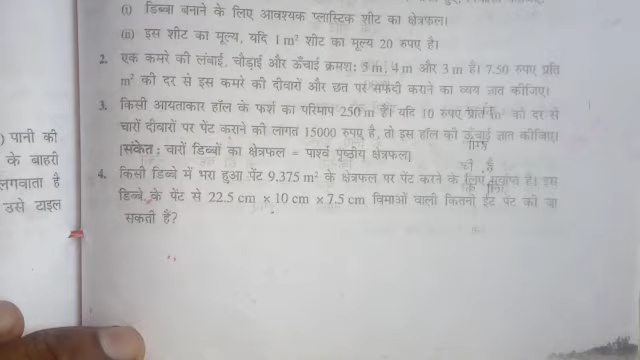 (i) डिब्बा बनाने के लिए आवश्यक प्लास्टिक शीट का क्षेत्रफल।
(ii) इस शीट का मूल्य, यदि 1 m² शीट का मूल्य 20 रुपए है।
2. एक कमरे की लंबाई, चौड़ाई और ऊँचाई क्रमशः 5 m, 4 m और 3 m है। 7.50 रुपए प्रति
m² की दर से इस कमरे की दीवारों और छत पर सफेदी कराने का व्यय ज्ञात कीजिए।
3. किसी आयताकार हॉल के फर्श का परिमाप 250 m है। यदि 10 रुपए प्रति m² की दर से
चारों दीवारों पर पेंट कराने की लागत 15000 रुपए है, तो इस हॉल की ऊँचाई ज्ञात कीजिए।
[संकेत : चारों डिब्बों का क्षेत्रफल = पार्श्व पृष्ठीय क्षेत्रफल]
4. किसी डिब्बे में भरा हुआ पेंट 9.375 m² के क्षेत्रफल पर पेंट करने के लिए पर्याप्त है। इस
डिब्बे के पेंट से 22.5 cm × 10 cm × 7.5 cm विमाओं वाली कितनी ईंट पेंट की जा
सकती हैं?
) पानी की
के बाहरी
लगवाता है
उसे टाइल